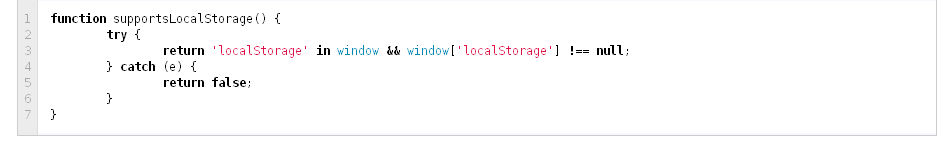 1 function supportsLocalStorage() {
2 try {
3 return 'localStorage' in window && window['localStorage'] !== null;
4 } catch (e) {
5 return false;
6 }
7 }